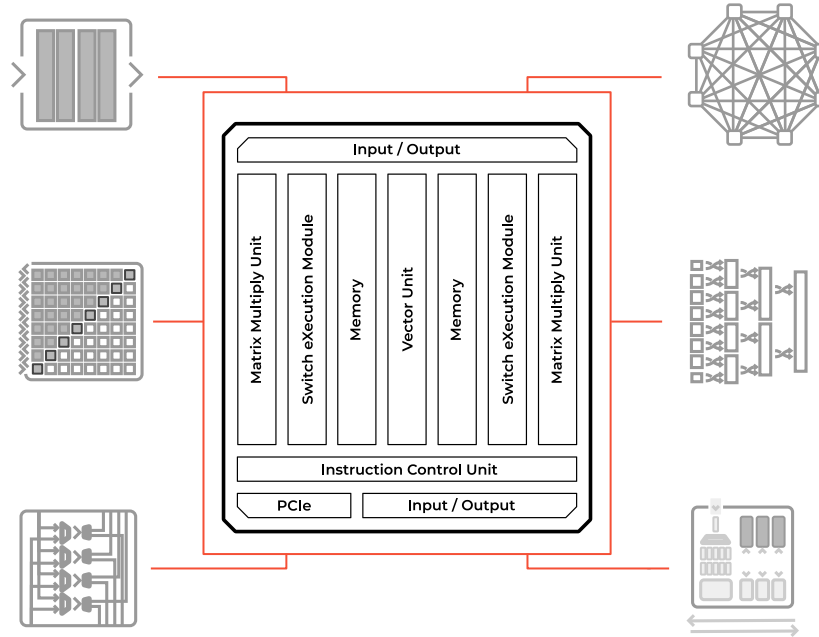 Input / Output
Matrix Multiply Unit
Switch eXecution Module
Memory
Vector Unit
Memory
Switch eXecution Module
Matrix Multiply Unit
Instruction Control Unit
PCIe
Input / Output